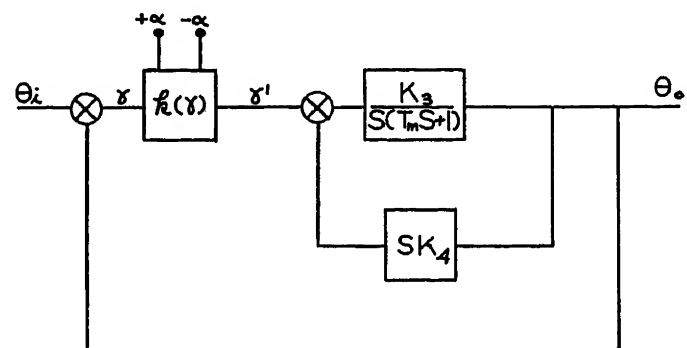 +α -α
θi γ k(γ) γ' K₃ θₒ
S(TₘS+1)
SK₄